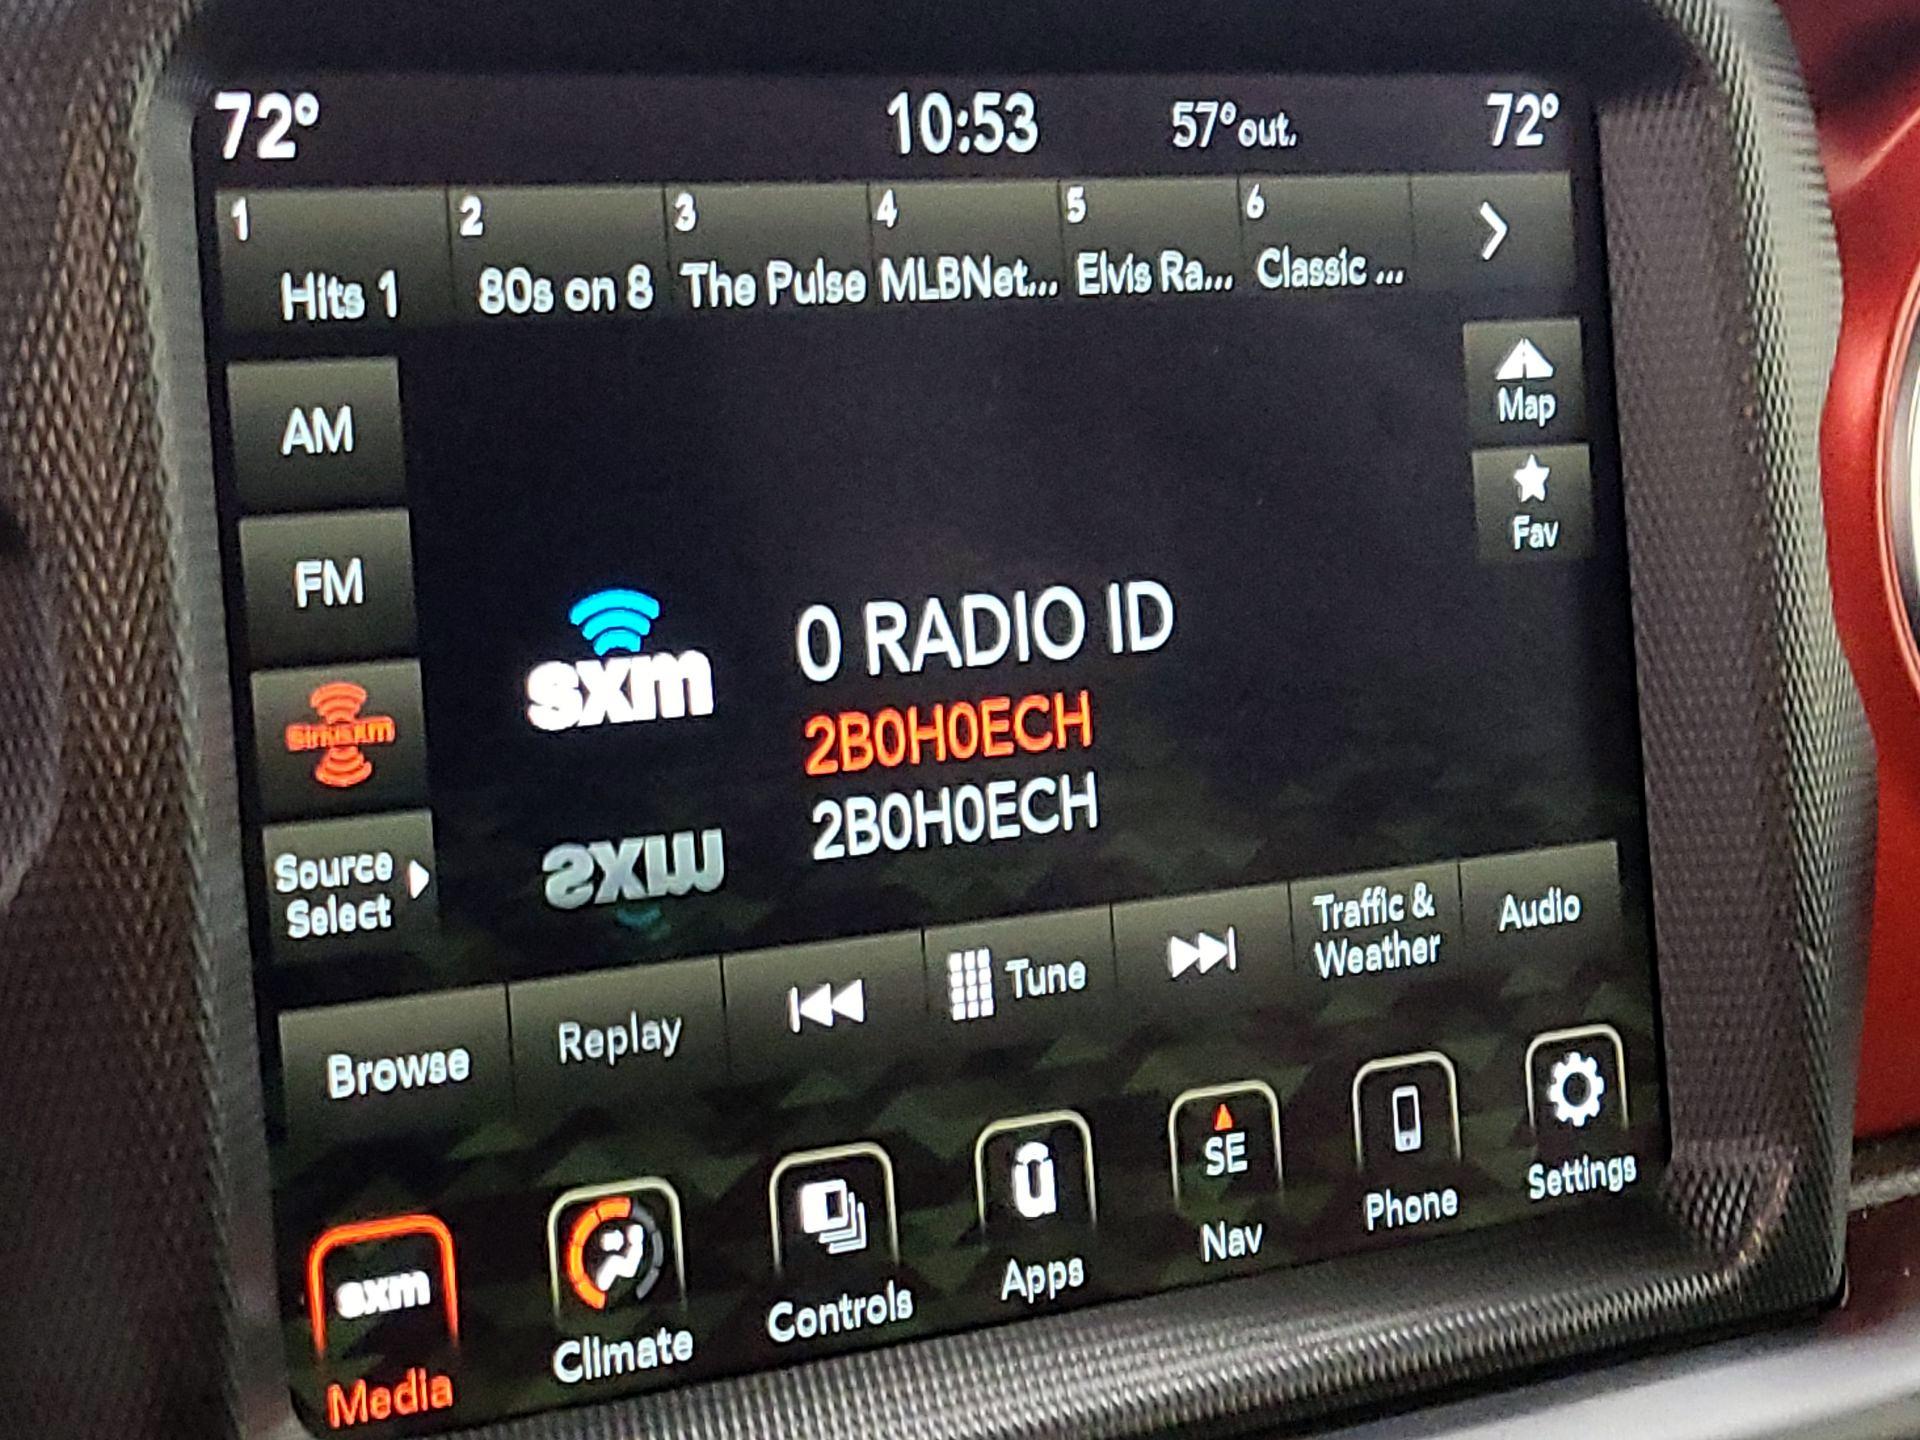 72° 10:53 57° out. 72°
1 2 3 4 5 6
Hits 1 80s on 8 The Pulse MLBNet... Elvis Ra... Classic ...
AM
Map
FM
Fav
sxm
0 RADIO ID
SiriusXM
2B0H0ECH
2B0H0ECH
Source
Select
Browse Replay Tune Traffic &
Weather Audio
sxm
SE
Media Climate Controls Apps Nav Phone Settings